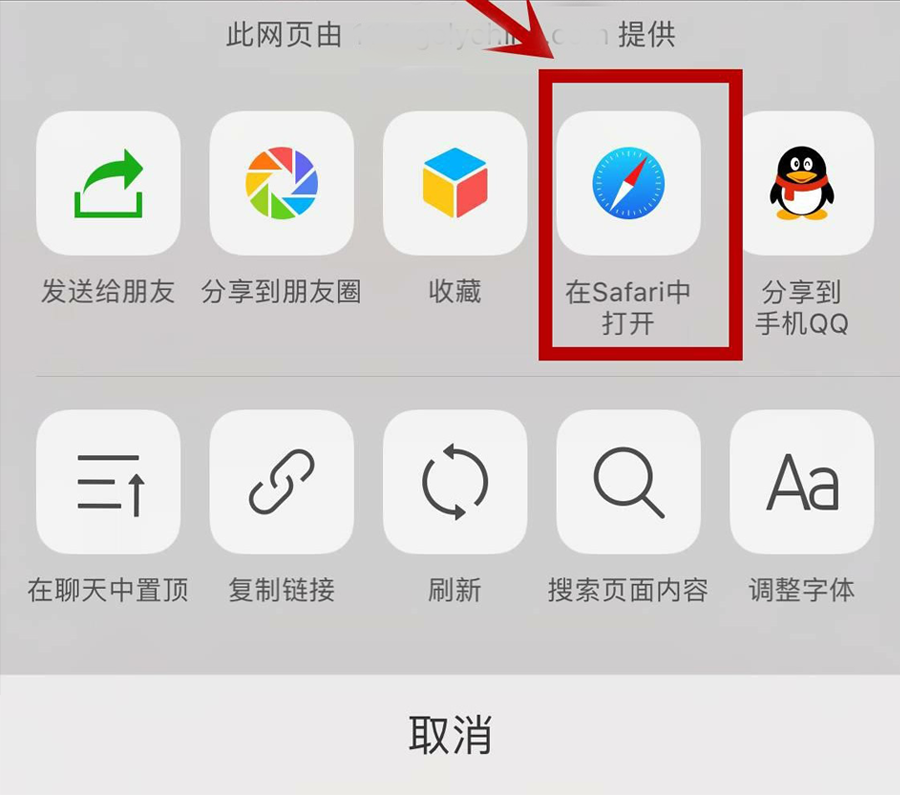 此网页由 提供
发送给朋友
分享到朋友圈
收藏
在Safari中
打开
分享到
手机QQ
在聊天中置顶
复制链接
刷新
搜索页面内容
Aa
调整字体
取消